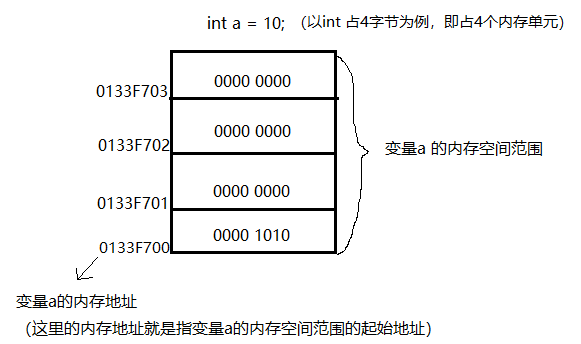 int a = 10; （以int 占4字节为例，即占4个内存单元）
0000 0000
0133F703
0000 0000
0133F702
变量a 的内存空间范围
0000 0000
0133F701
0000 1010
0133F700
变量a的内存地址
（这里的内存地址就是指变量a的内存空间范围的起始地址）